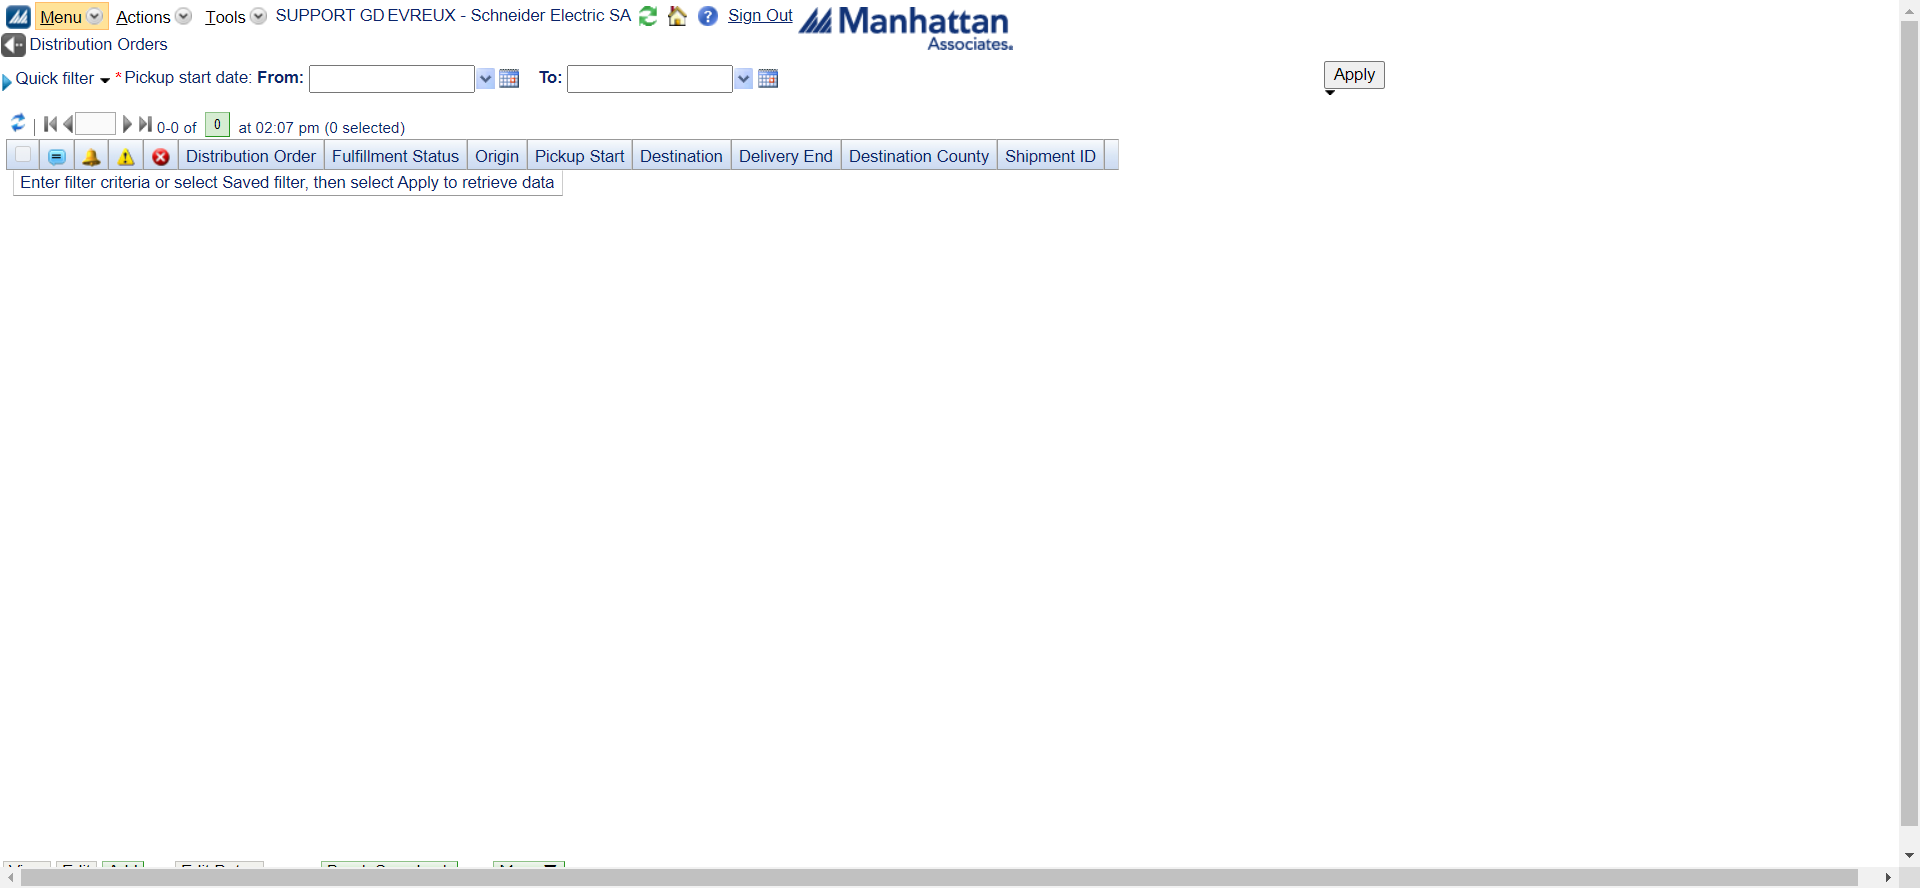 Menu Actions Tools SUPPORT GD EVREUX - Schneider Electric SA ? Sign Out Manhattan Associates.
Distribution Orders
Quick filter * Pickup start date: From: To: Apply
0-0 of 0 at 02:07 pm (0 selected)
Distribution Order Fulfillment Status Origin Pickup Start Destination Delivery End Destination County Shipment ID
Enter filter criteria or select Saved filter, then select Apply to retrieve data
Edit Add